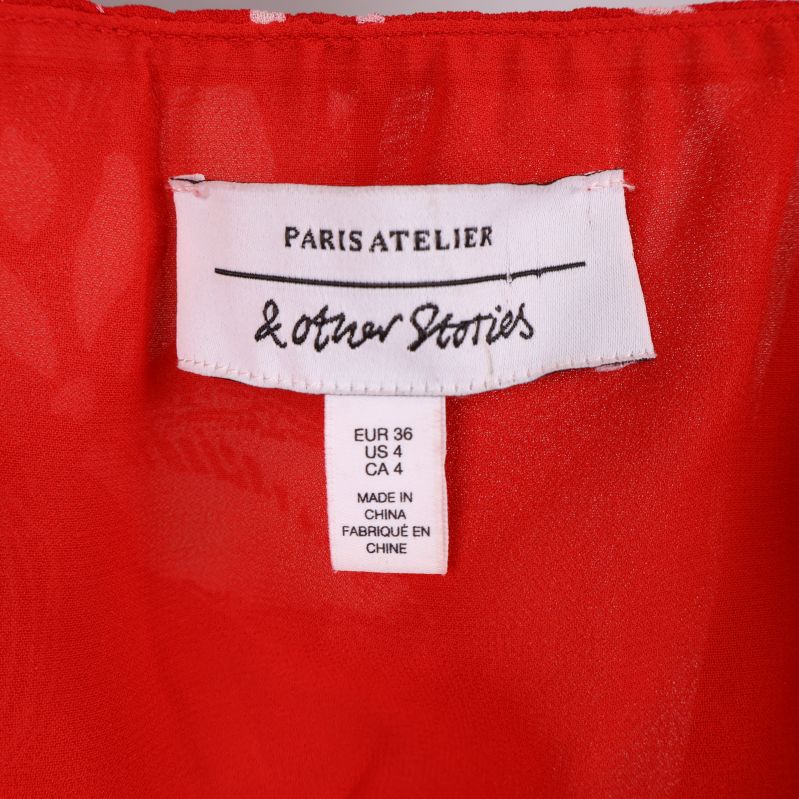 PARIS ATELIER
& other Stories
EUR 36
US 4
CA 4
MADE IN
CHINA
FABRIQUÉ EN
CHINE